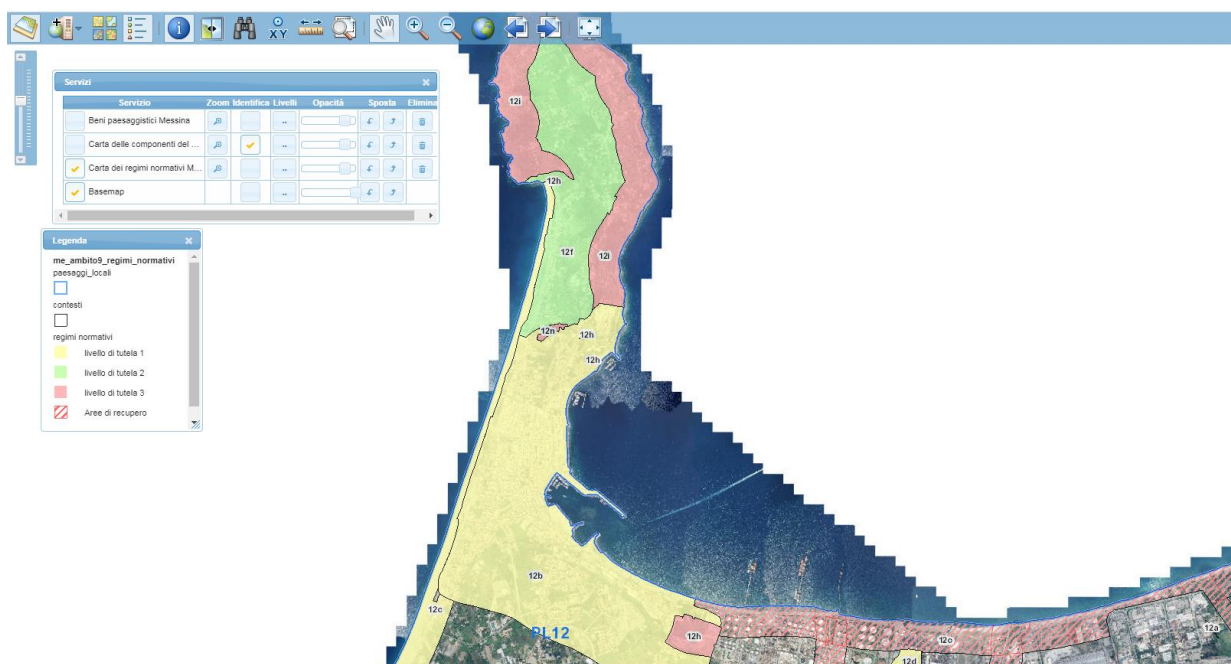 XY
Servizi
Servizio Zoom Identifica Livelli Opacità Sposta Elimina
Beni paesaggistici Messina
Carta delle componenti del ...
Carta dei regimi normativi M...
Basemap
Legenda
me_ambito9_regimi_normativi
paesaggi_locali
contesti
regimi normativi
livello di tutela 1
livello di tutela 2
livello di tutela 3
Aree di recupero
12i
12h
12f
12i
12n
12h
12h
12b
12c
PL12
12h
12o
12a
12d